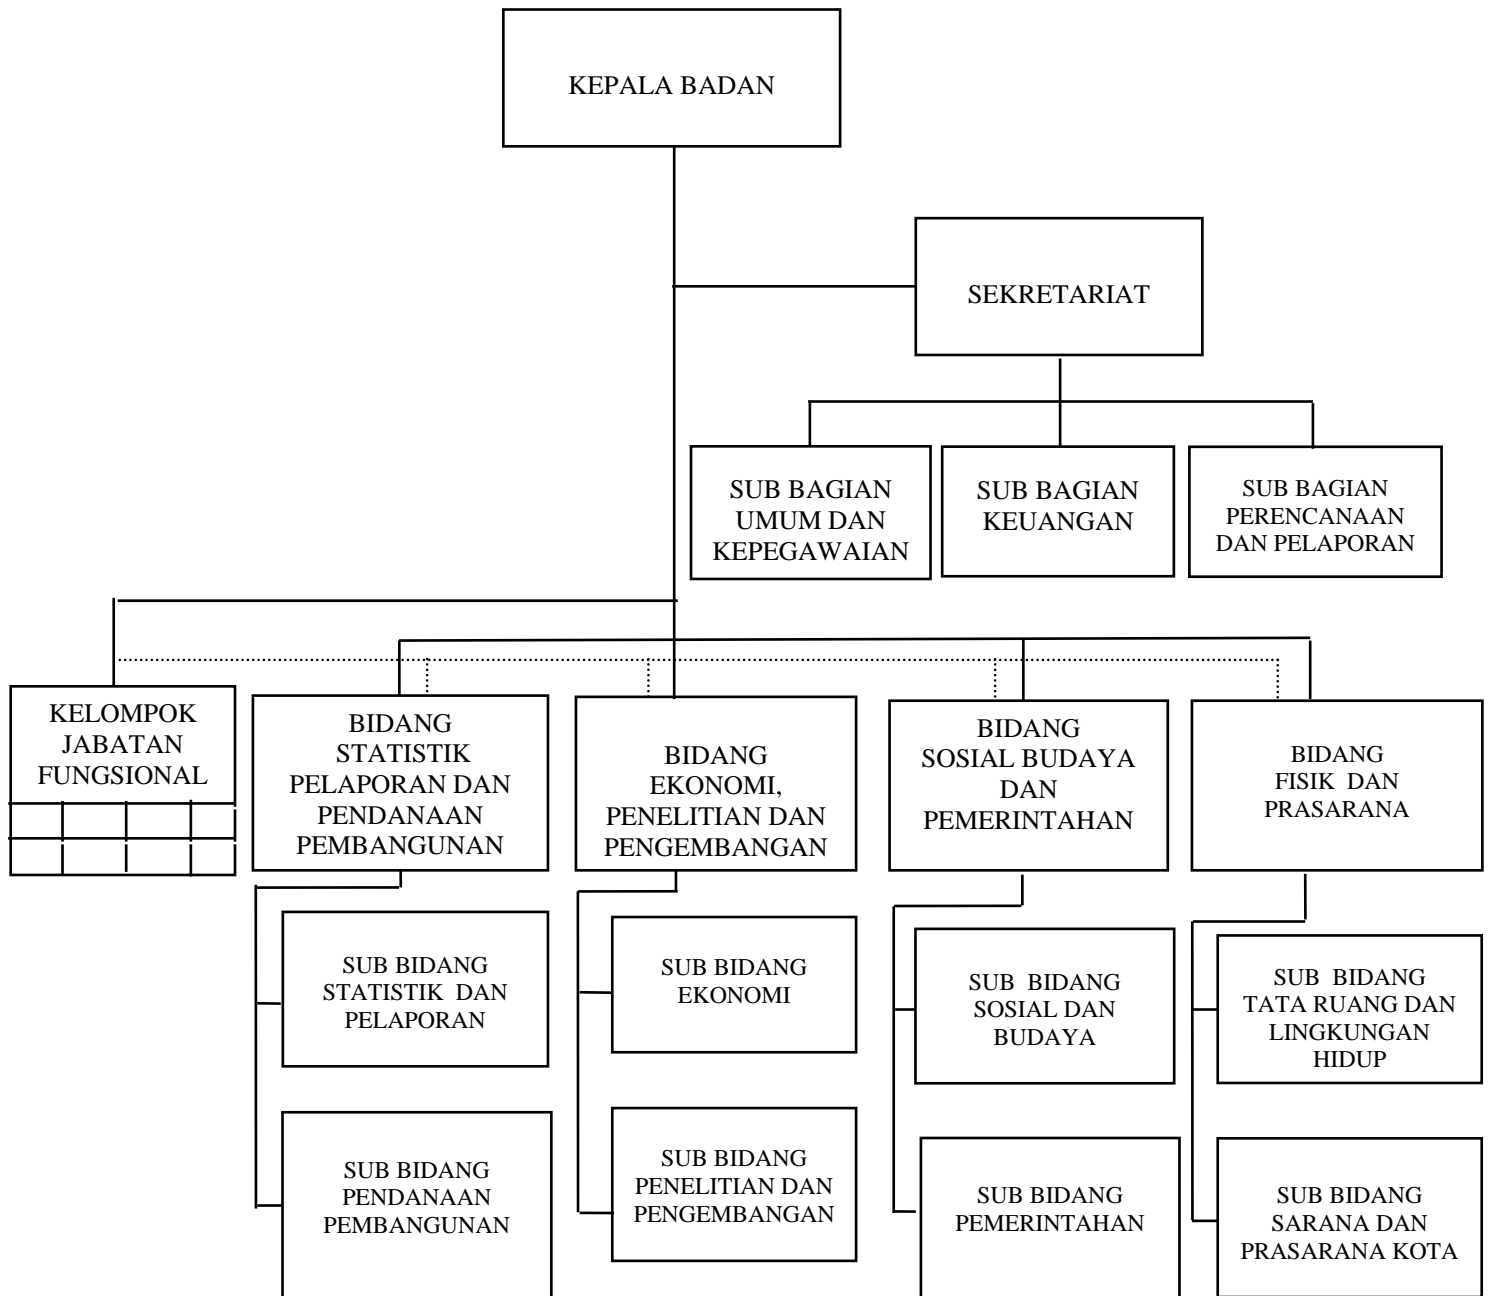 KEPALA BADAN
SEKRETARIAT
SUB BAGIAN
UMUM DAN
KEPEGAWAIAN
SUB BAGIAN
KEUANGAN
SUB BAGIAN
PERENCANAAN
DAN PELAPORAN
KELOMPOK
JABATAN
FUNGSIONAL
BIDANG
STATISTIK
PELAPORAN DAN
PENDANAAN
PEMBANGUNAN
BIDANG
EKONOMI,
PENELITIAN DAN
PENGEMBANGAN
BIDANG
SOSIAL BUDAYA
DAN
PEMERINTAHAN
BIDANG
FISIK DAN
PRASARANA
SUB BIDANG
STATISTIK DAN
PELAPORAN
SUB BIDANG
EKONOMI
SUB BIDANG
SOSIAL DAN
BUDAYA
SUB BIDANG
TATA RUANG DAN
LINGKUNGAN
HIDUP
SUB BIDANG
PENDANAAN
PEMBANGUNAN
SUB BIDANG
PENELITIAN DAN
PENGEMBANGAN
SUB BIDANG
PEMERINTAHAN
SUB BIDANG
SARANA DAN
PRASARANA KOTA